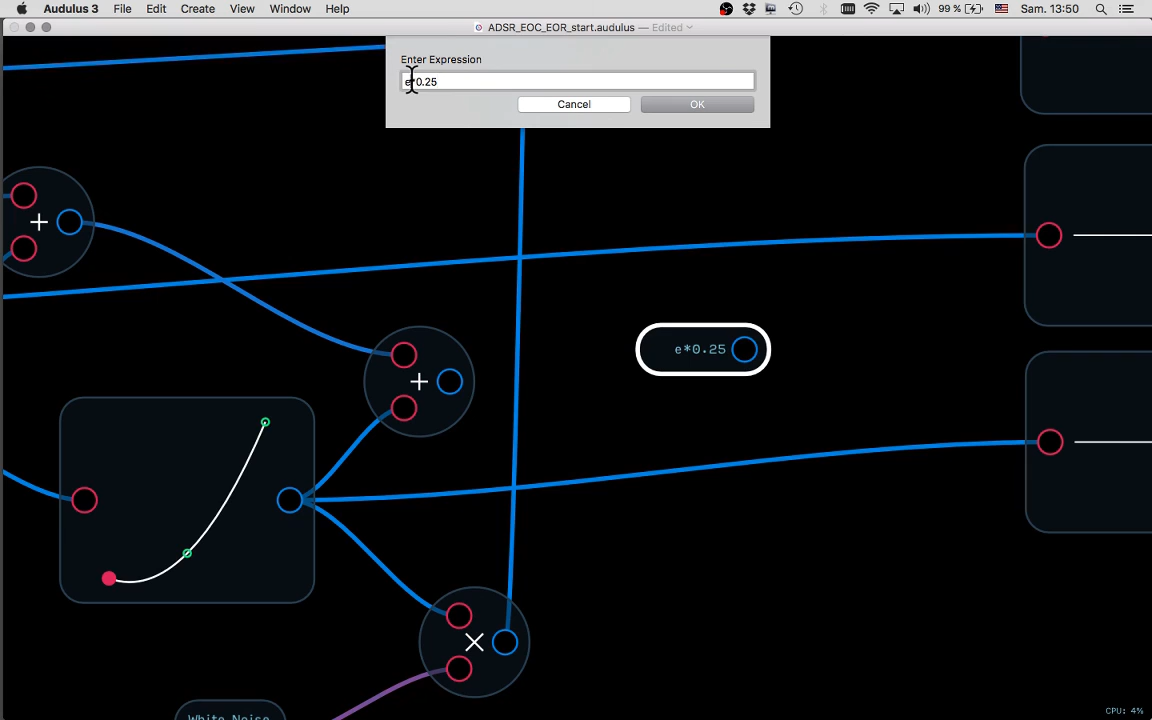 Audulus 3 File Edit Create View Window Help 99 % Sam. 13:50
ADSR_EOC_EOR_start.audulus — Edited
Enter Expression
e*0.25
Cancel OK
+
e*0.25
+
×
White Noise
CPU: 4%